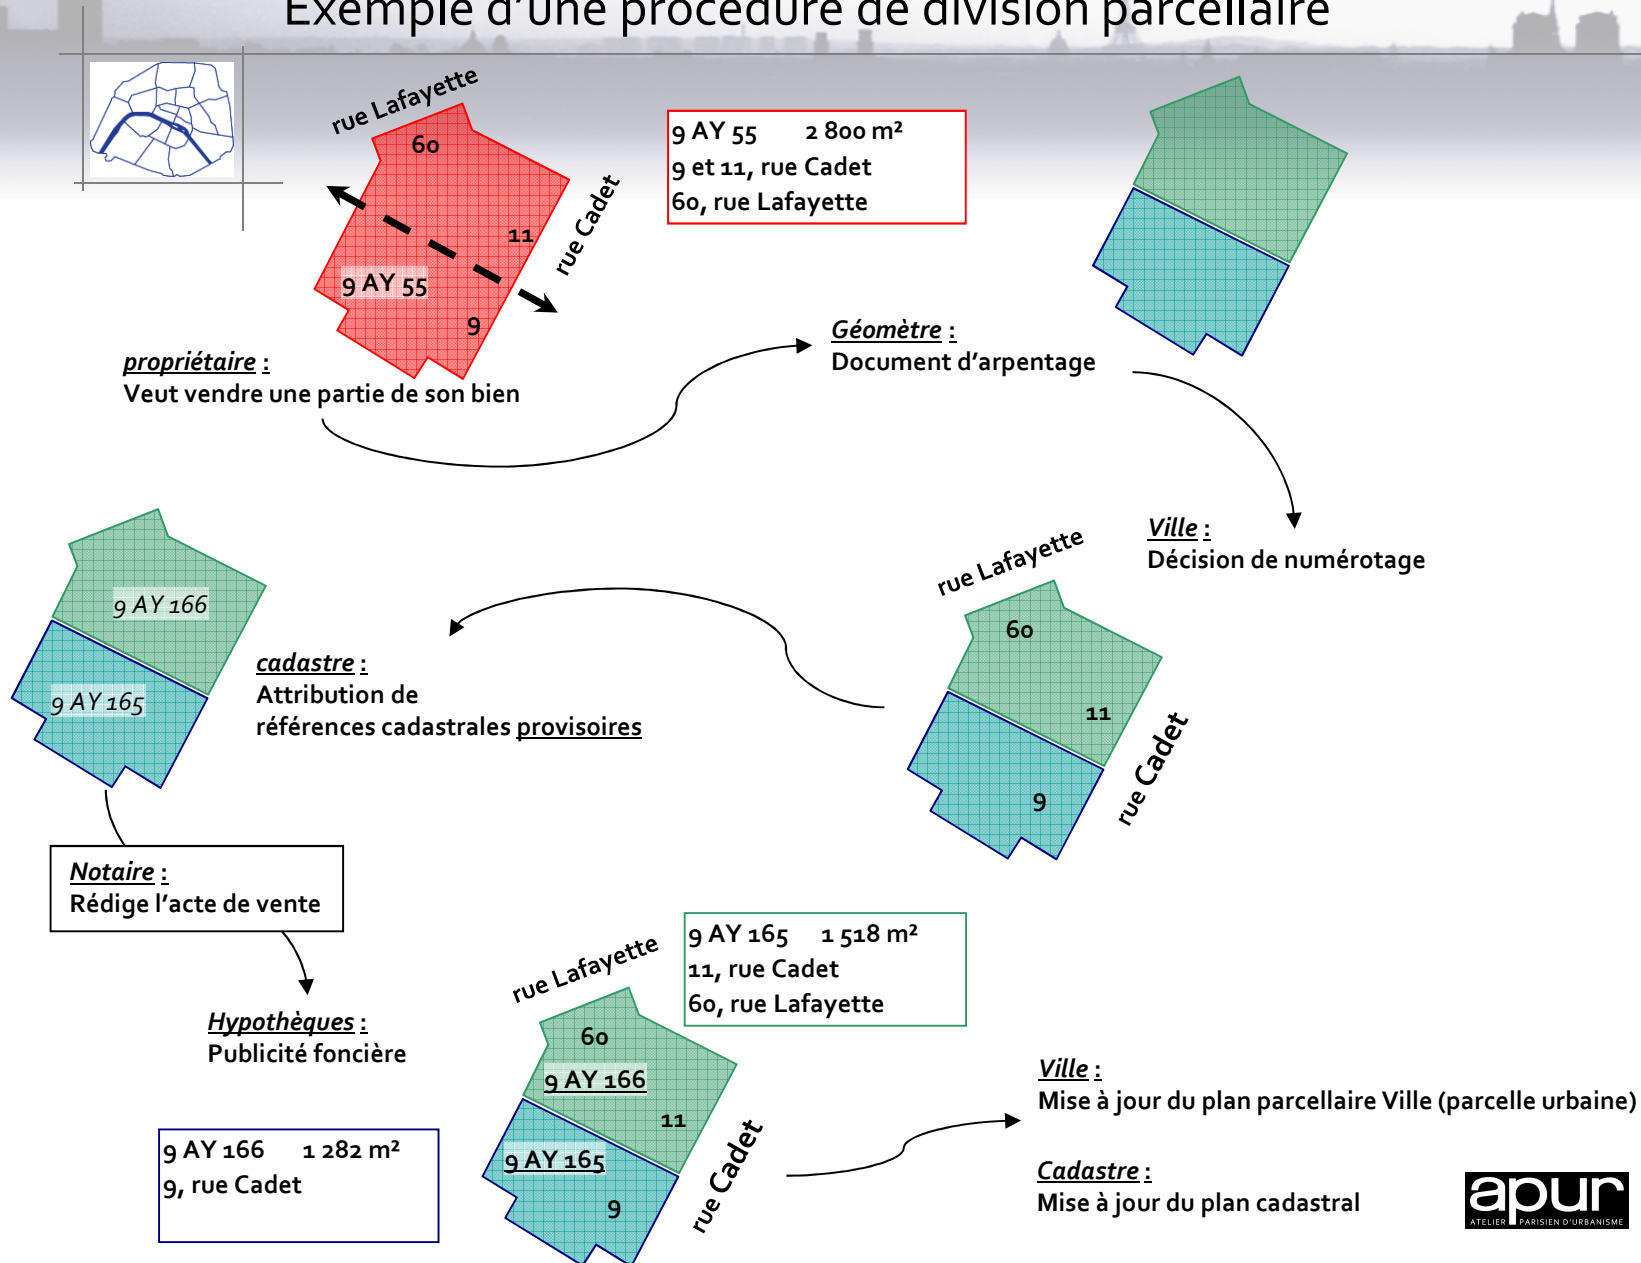 Exemple d'une procédure de division parcellaire
rue Lafayette
60
11
rue Cadet
9 AY 55
9
9 AY 55 2 800 m²
9 et 11, rue Cadet
60, rue Lafayette
propriétaire :
Veut vendre une partie de son bien
Géomètre :
Document d'arpentage
Ville :
Décision de numérotage
rue Lafayette
60
11
9
rue Cadet
9 AY 166
9 AY 165
cadastre :
Attribution de
références cadastrales provisoires
Notaire :
Rédige l'acte de vente
Hypothèques :
Publicité foncière
9 AY 165 1 518 m²
11, rue Cadet
60, rue Lafayette
rue Lafayette
60
9 AY 166
11
9 AY 165
9
rue Cadet
9 AY 166 1 282 m²
9, rue Cadet
Ville :
Mise à jour du plan parcellaire Ville (parcelle urbaine)
Cadastre :
Mise à jour du plan cadastral
apur
ATELIER PARISIEN D'URBANISME